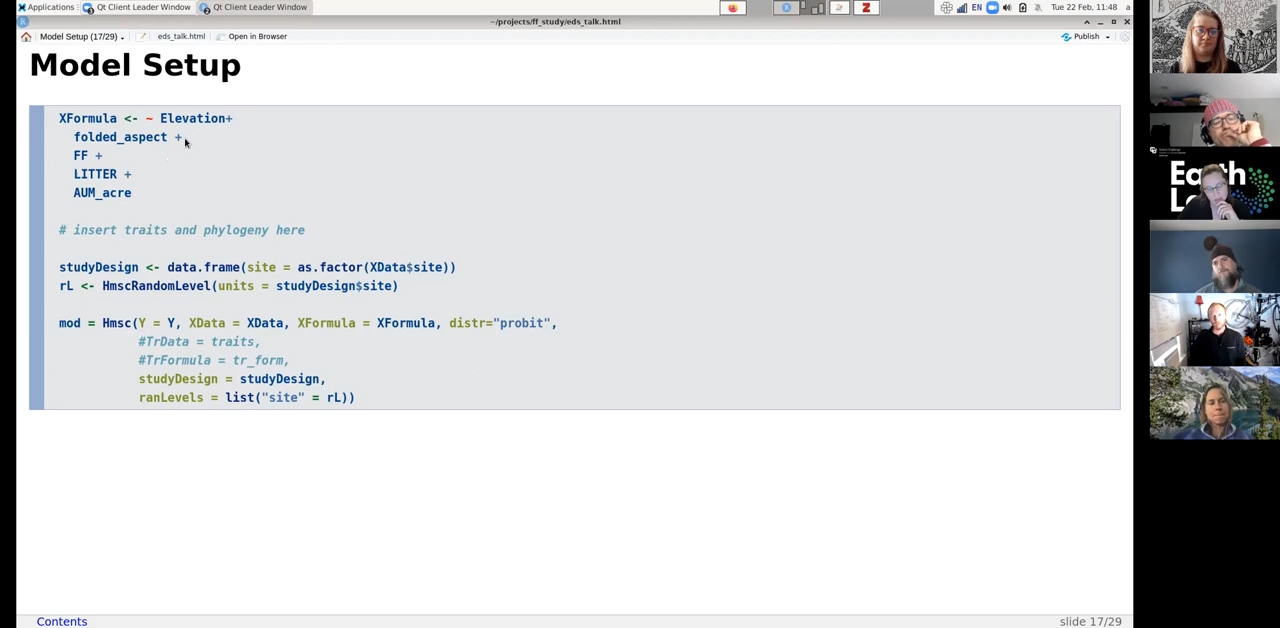 Applications Qt Client Leader Window Qt Client Leader Window EN Tue 22 Feb, 11:48 a
~/projects/ff_study/eds_talk.html
Model Setup (17/29) eds_talk.html Open in Browser Publish
Model Setup
XFormula <- ~ Elevation+
folded_aspect +
FF +
LITTER +
AUM_acre
# insert traits and phylogeny here
studyDesign <- data.frame(site = as.factor(XData$site))
rL <- HmscRandomLevel(units = studyDesign$site)
mod = Hmsc(Y = Y, XData = XData, XFormula = XFormula, distr="probit",
#TrData = traits,
#TrFormula = tr_form,
studyDesign = studyDesign,
ranLevels = list("site" = rL))
Contents slide 17/29
Earth